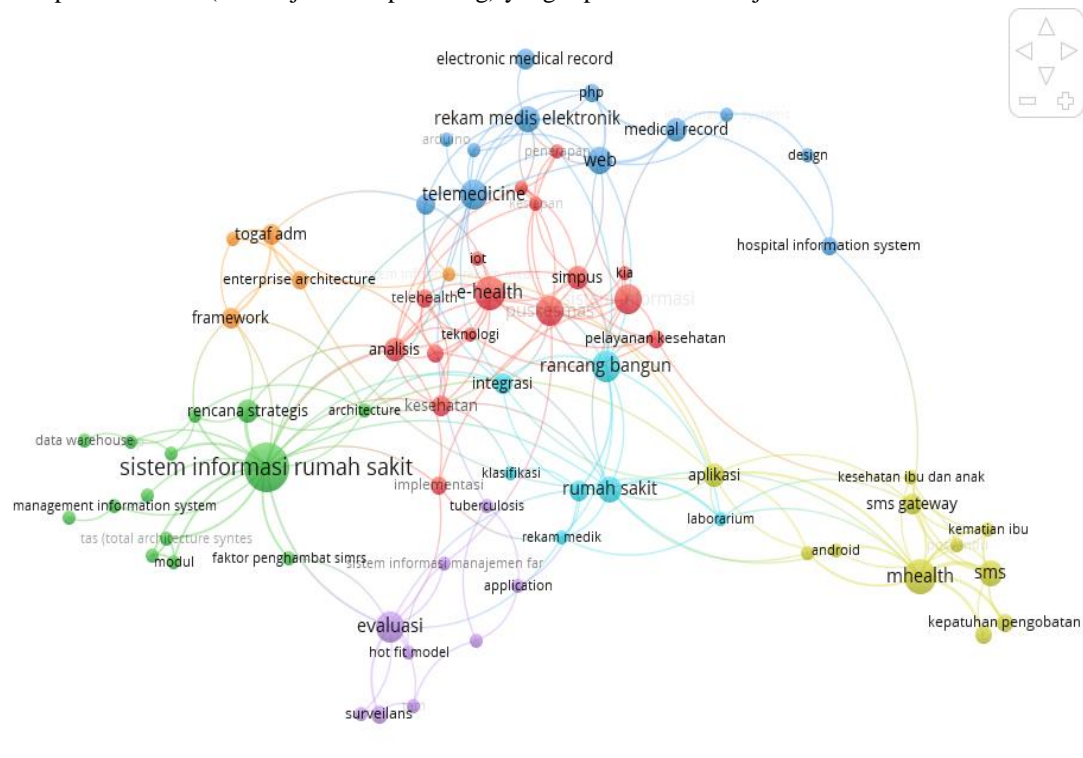 electronic medical record
php
rekam medis elektronik
medical record
arduino
penerapan
web
design
telemedicine
togaf adm
hospital information system
iot
enterprise architecture
simpus
kia
telehealth
e-health
puskesmas
framework
teknologi
pelayanan kesehatan
analisis
rancang bangun
integrasi
rencana strategis
architecture
kesehatan
data warehouse
sistem informasi rumah sakit
klasifikasi
aplikasi
kesehatan ibu dan anak
implementasi
rumah sakit
management information system
tuberculosis
sms gateway
laborarium
kematian ibu
tas (total architecture syntes
rekam medik
android
modul
faktor penghambat simrs
sistem informasi manajemen far
application
mhealth
sms
evaluasi
kepatuhan pengobatan
hot fit model
surveilans